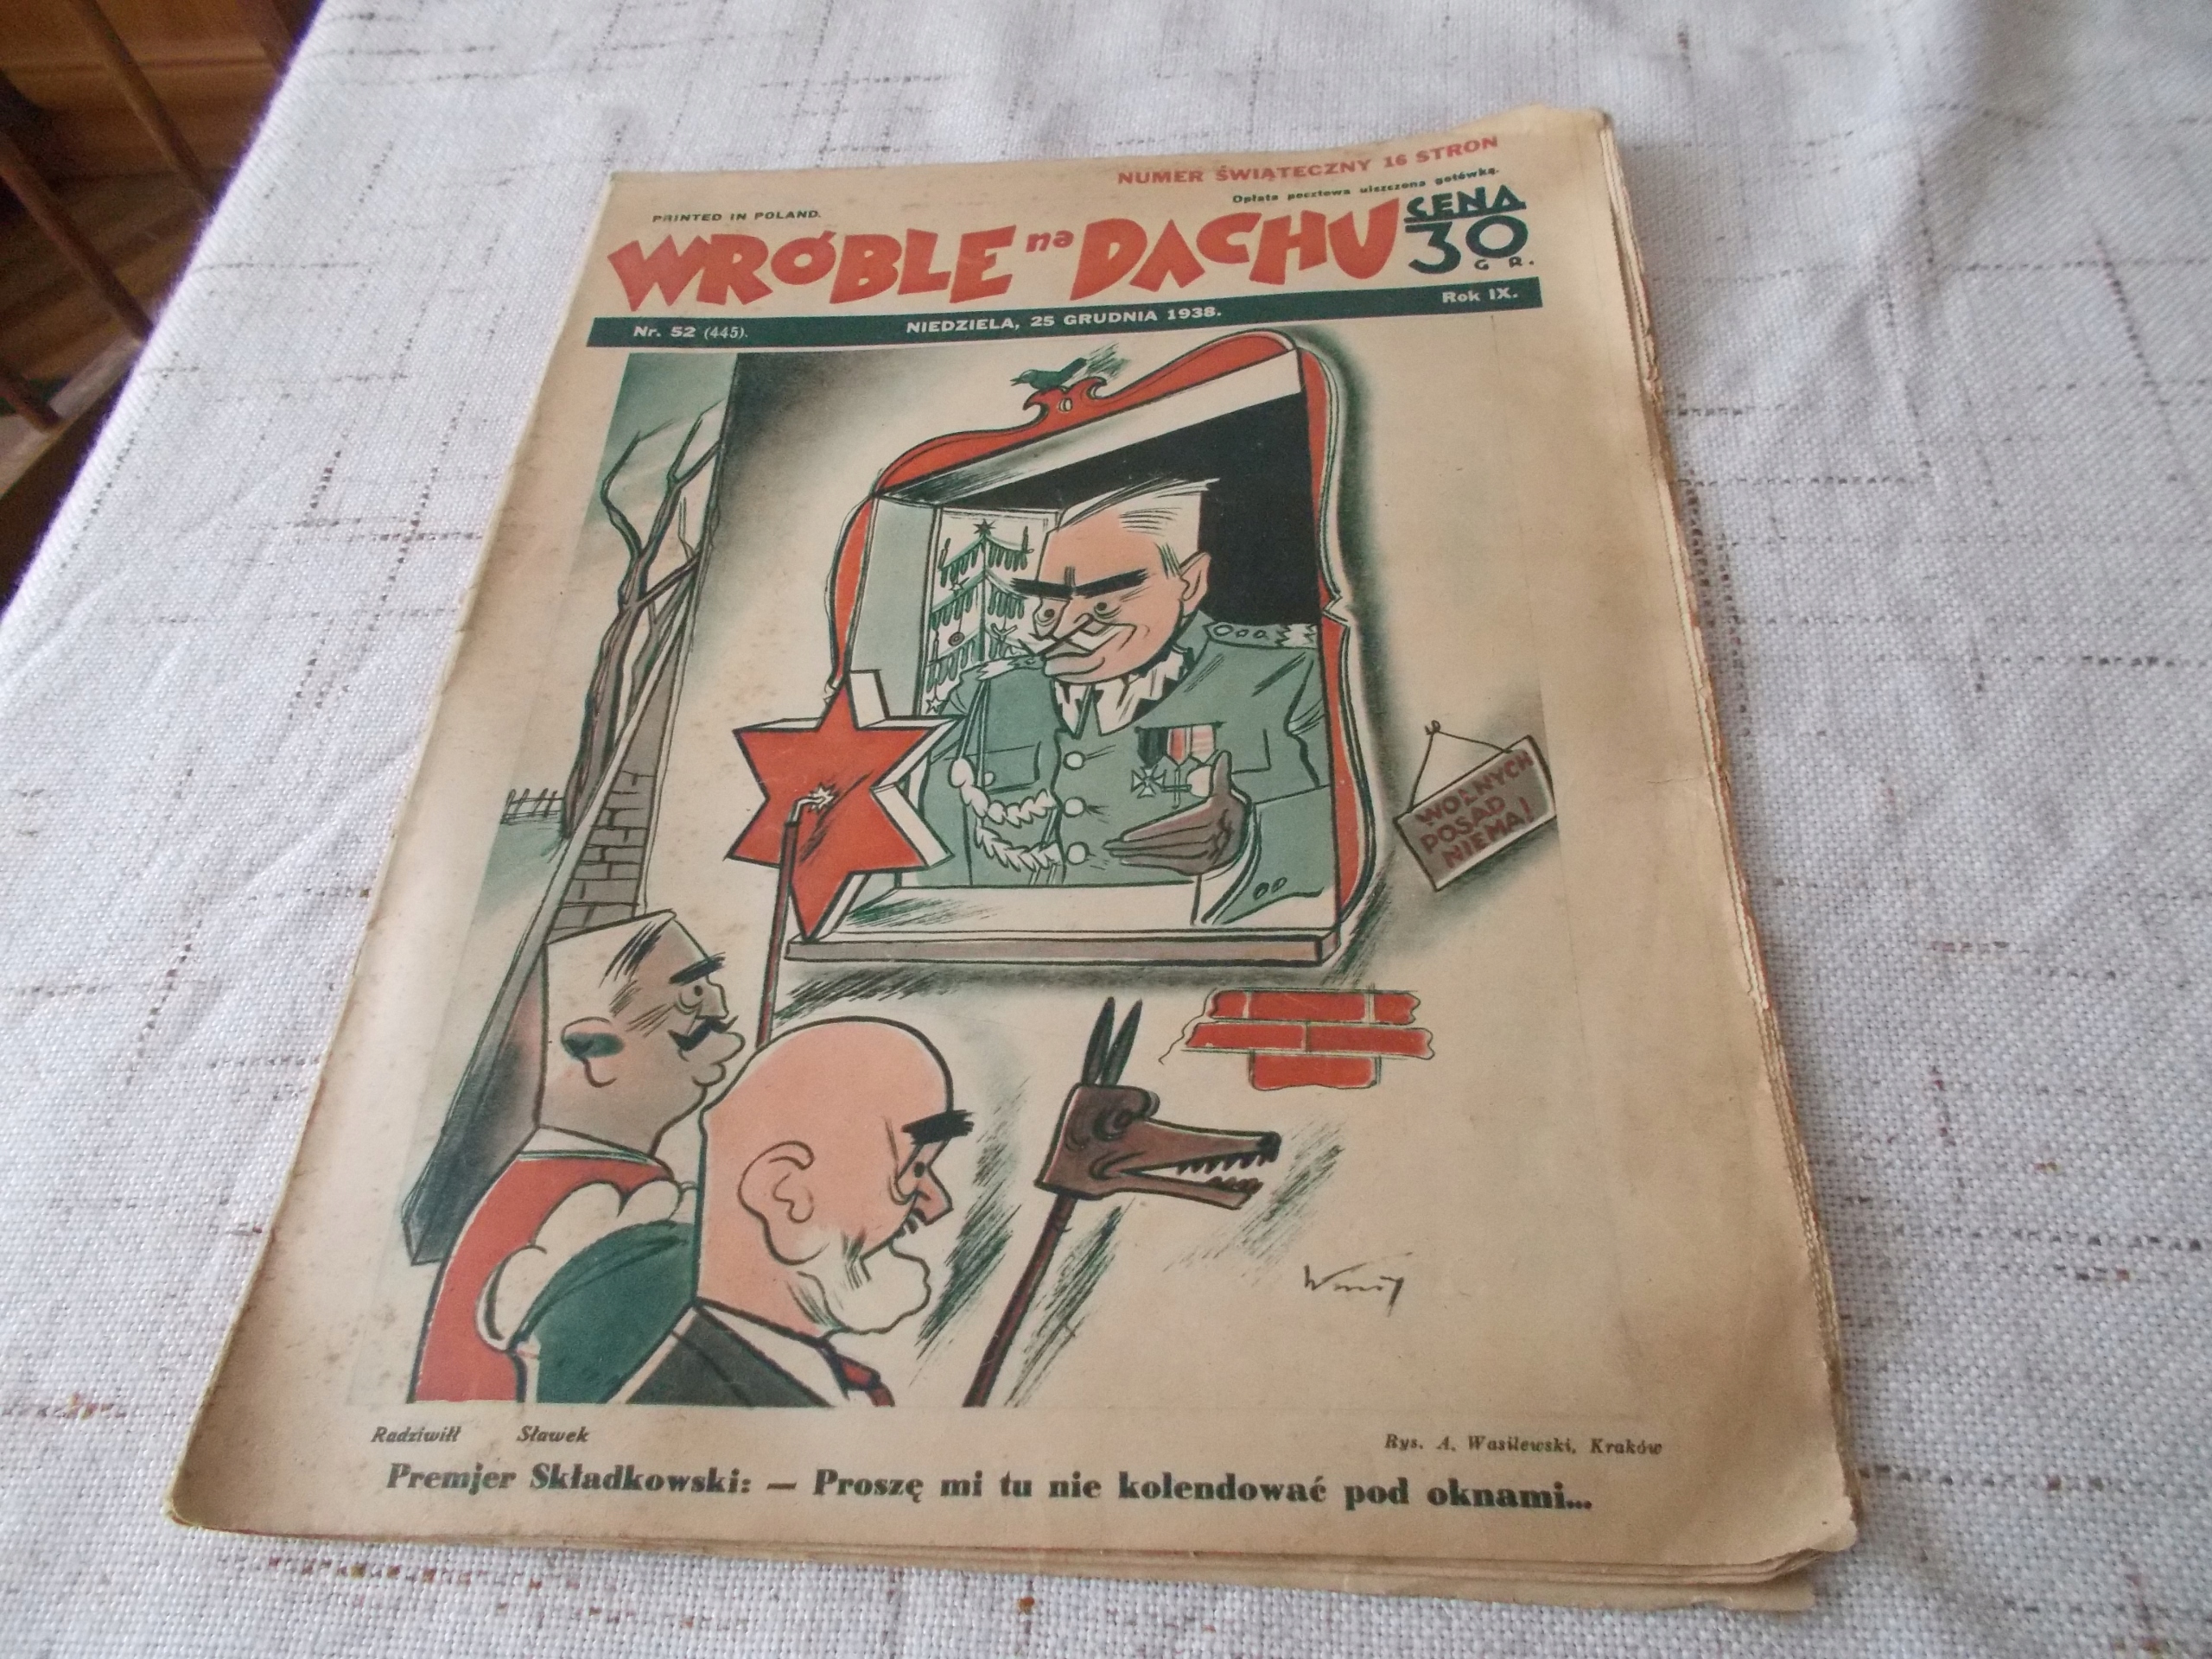 NUMER ŚWIĄTECZNY 16 STRON
Opłata pocztowa uiszczona gotówką.
PRINTED IN POLAND.
WRÓBLE na DACHU
CENA
30
GR.
Nr. 52 (445).
NIEDZIELA, 25 GRUDNIA 1938.
Rok IX.
WOLNYCH
POSAD
NIEMA!
Radziwiłł Sławek
Rys. A. Wasilewski, Kraków
Premjer Składkowski: — Proszę mi tu nie kolendować pod oknami...